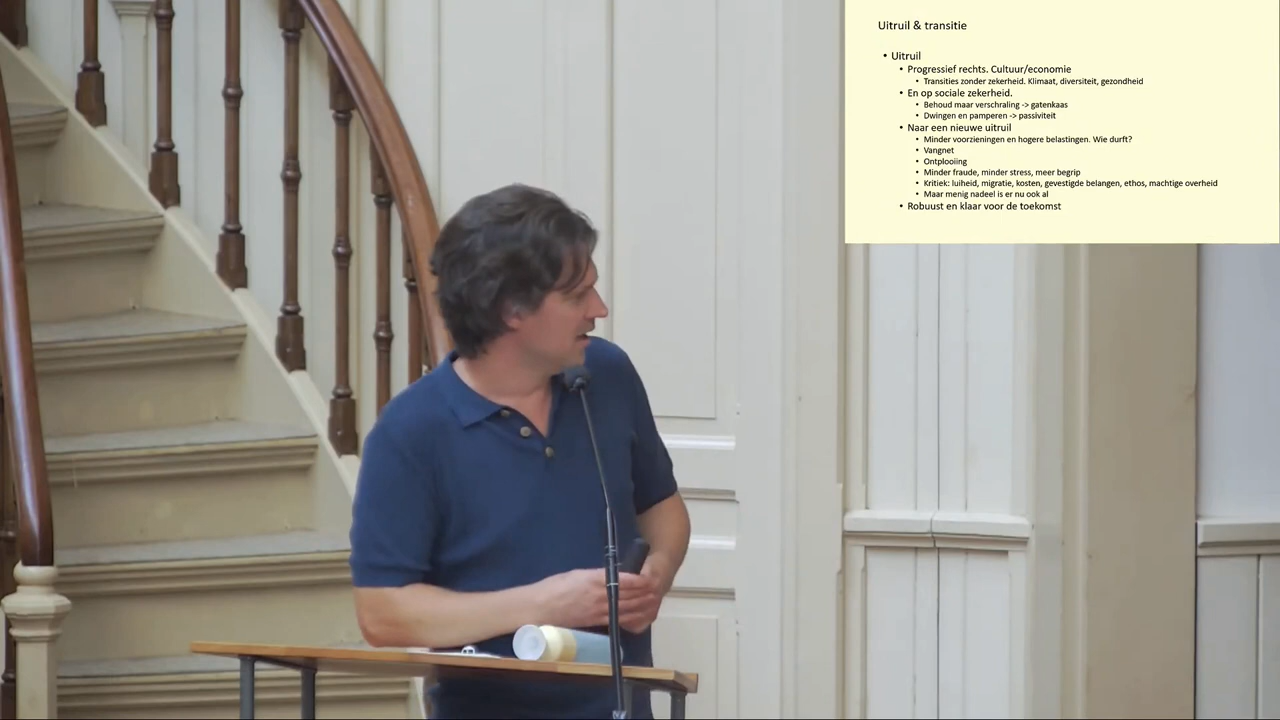 Uitruil & transitie
• Uitruil
• Progressief rechts. Cultuur/economie
• Transities zonder zekerheid. Klimaat, diversiteit, gezondheid
• En op sociale zekerheid.
• Behoud maar verschraling -> gatenkaas
• Dwingen en pamperen -> passiviteit
• Naar een nieuwe uitruil
• Minder voorzieningen en hogere belastingen. Wie durft?
• Vangnet
• Ontplooiing
• Minder fraude, minder stress, meer begrip
• Kritiek: luiheid, migratie, kosten, gevestigde belangen, ethos, machtige overheid
• Maar menig nadeel is er nu ook al
• Robuust en klaar voor de toekomst